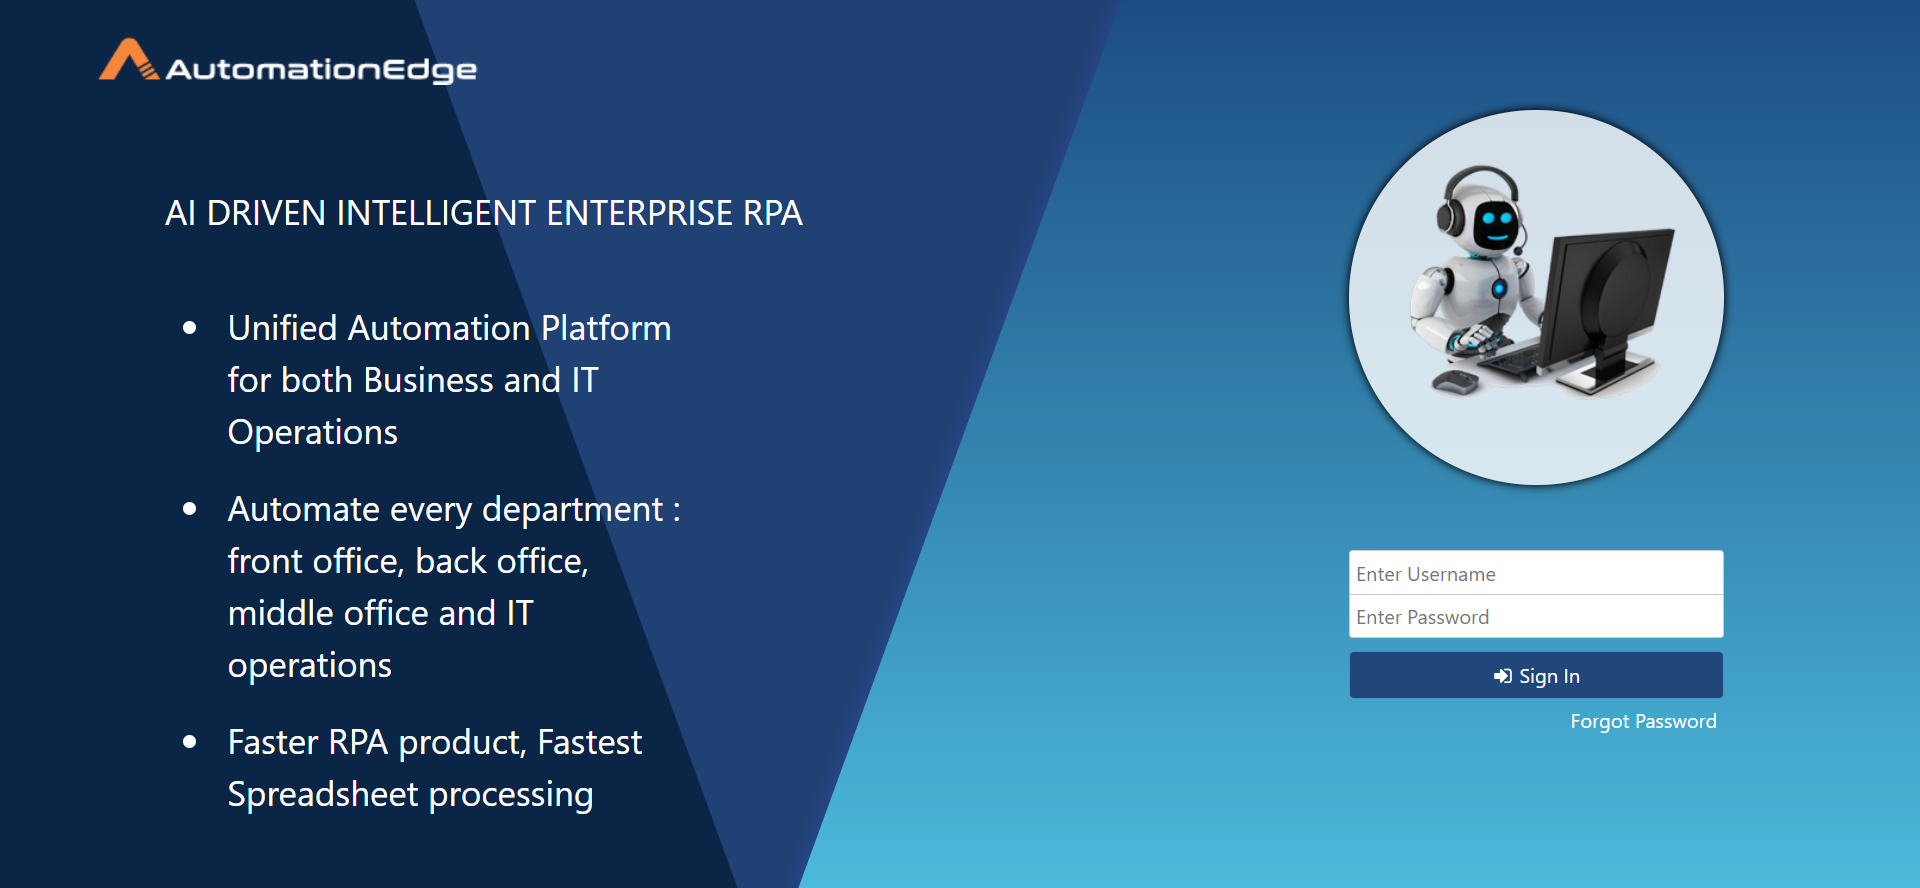 AutomationEdge
AI DRIVEN INTELLIGENT ENTERPRISE RPA
Unified Automation Platform
for both Business and IT
Operations
Automate every department :
front office, back office,
middle office and IT
operations
Faster RPA product, Fastest
Spreadsheet processing
Enter Username
Enter Password
Sign In
Forgot Password